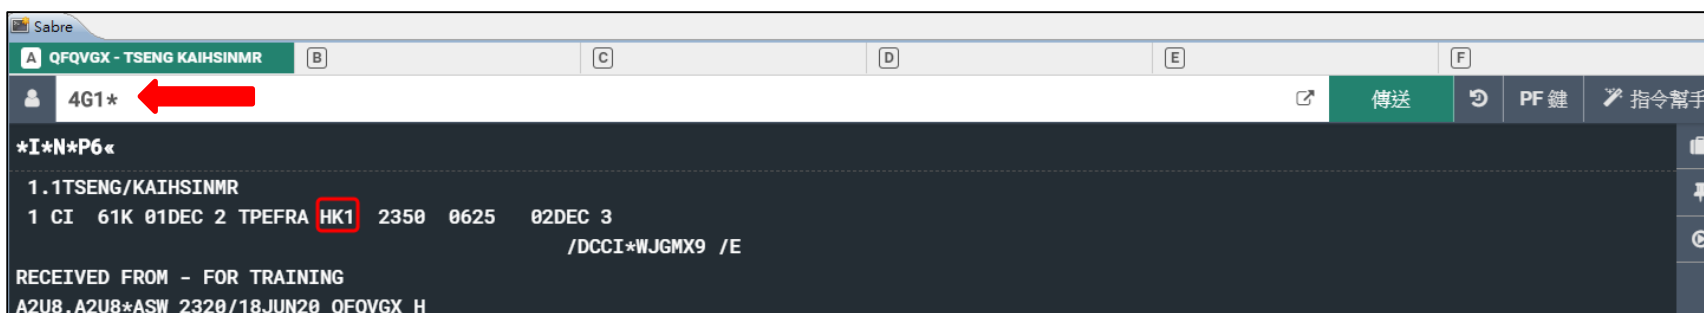 Sabre
A QFQVGX - TSENG KAIHSINMR B C D E F
4G1* 傳送 PF 鍵 指令幫手
*I*N*P6«
1.1TSENG/KAIHSINMR
1 CI 61K 01DEC 2 TPEFRA HK1 2350 0625 02DEC 3
/DCCI*WJGMX9 /E
RECEIVED FROM - FOR TRAINING
A2U8.A2U8*ASW 2320/18JUN20 QFQVGX H